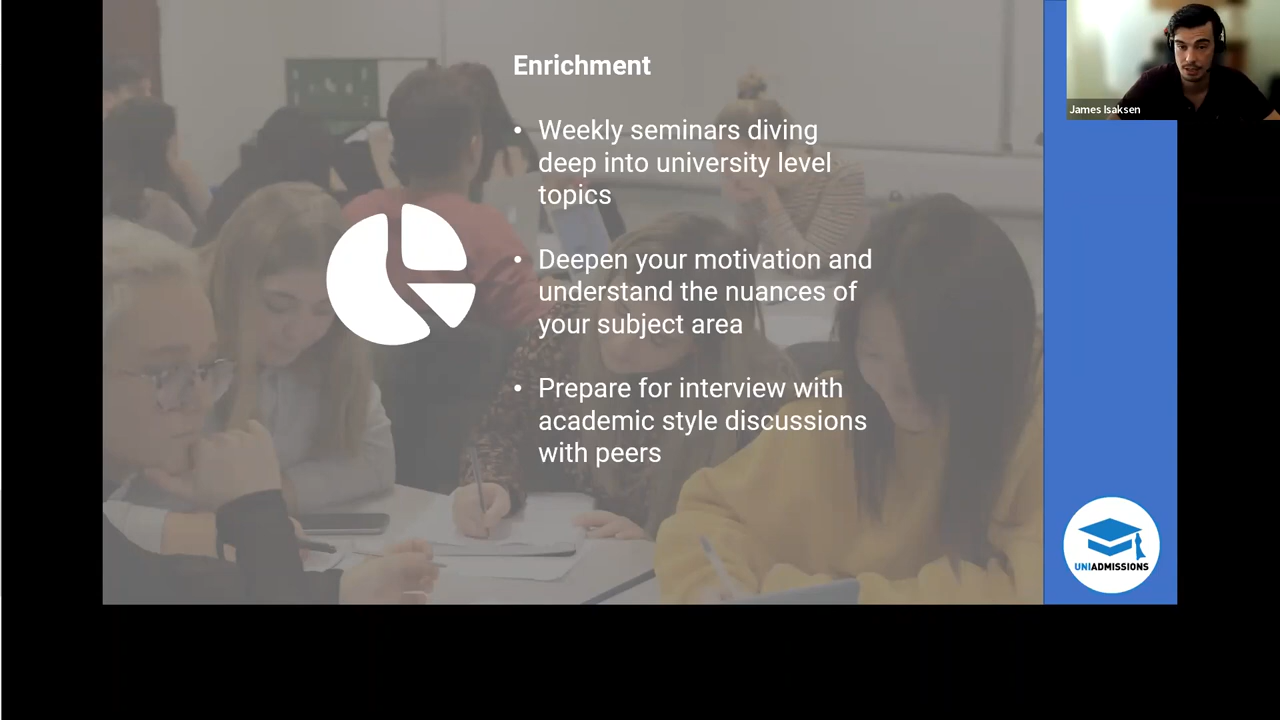 Enrichment
• Weekly seminars diving
deep into university level
topics
• Deepen your motivation and
understand the nuances of
your subject area
• Prepare for interview with
academic style discussions
with peers
James Isaksen
UNIADMISSIONS